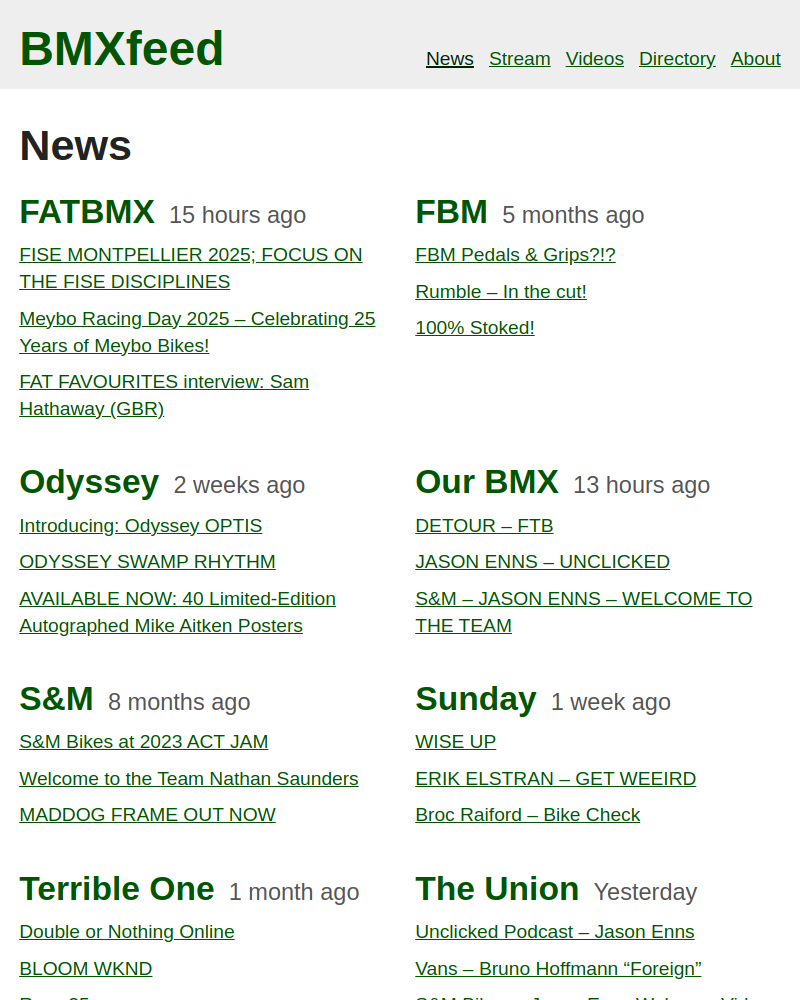 BMXfeed
News Stream Videos Directory About
News
FATBMX 15 hours ago
FISE MONTPELLIER 2025; FOCUS ON
THE FISE DISCIPLINES
Meybo Racing Day 2025 – Celebrating 25
Years of Meybo Bikes!
FAT FAVOURITES interview: Sam
Hathaway (GBR)
FBM 5 months ago
FBM Pedals & Grips?!?
Rumble – In the cut!
100% Stoked!
Odyssey 2 weeks ago
Introducing: Odyssey OPTIS
ODYSSEY SWAMP RHYTHM
AVAILABLE NOW: 40 Limited-Edition
Autographed Mike Aitken Posters
Our BMX 13 hours ago
DETOUR – FTB
JASON ENNS – UNCLICKED
S&M – JASON ENNS – WELCOME TO
THE TEAM
S&M 8 months ago
S&M Bikes at 2023 ACT JAM
Welcome to the Team Nathan Saunders
MADDOG FRAME OUT NOW
Sunday 1 week ago
WISE UP
ERIK ELSTRAN – GET WEEIRD
Broc Raiford – Bike Check
Terrible One 1 month ago
Double or Nothing Online
BLOOM WKND
The Union Yesterday
Unclicked Podcast – Jason Enns
Vans – Bruno Hoffmann “Foreign”